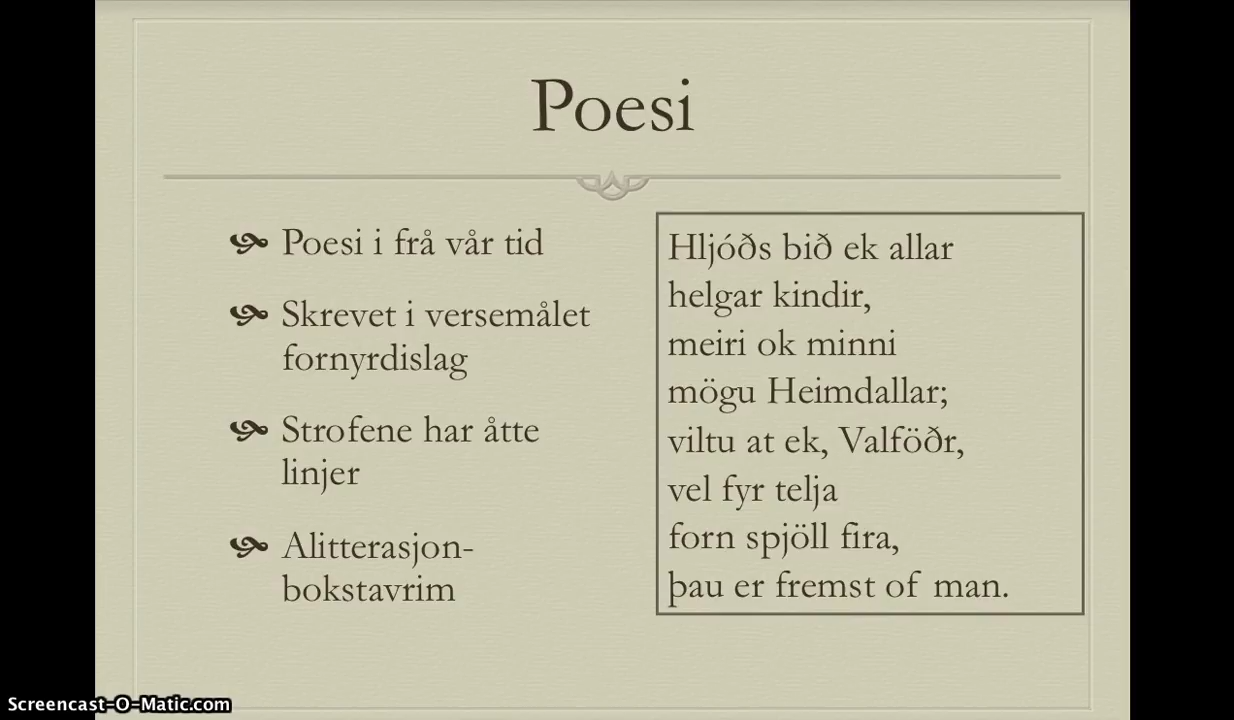 Poesi
Poesi i frå vår tid
Skrevet i versemålet
fornyrdislag
Strofene har åtte
linjer
Alitterasjon-
bokstavrim
Hljóðs bið ek allar
helgar kindir,
meiri ok minni
mögu Heimdallar;
viltu at ek, Valföðr,
vel fyr telja
forn spjöll fira,
þau er fremst of man.
Screencast-O-Matic.com